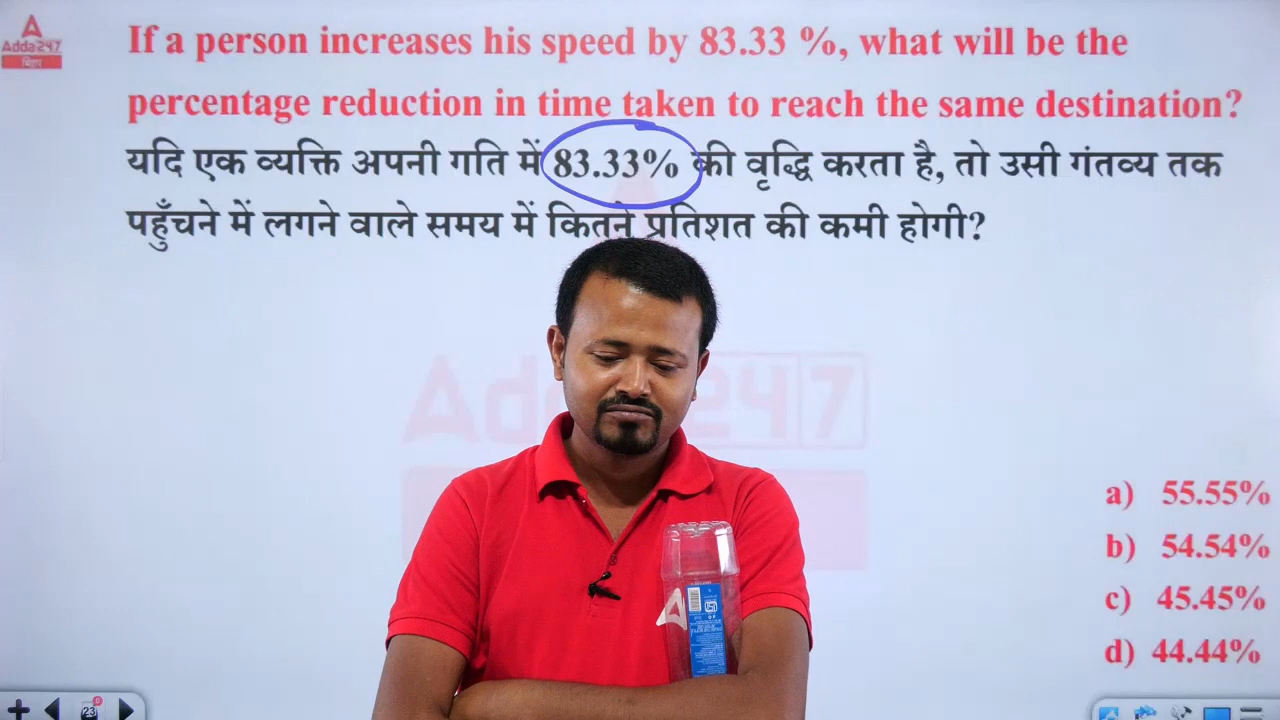 Adda247
बिहार
If a person increases his speed by 83.33 %, what will be the
percentage reduction in time taken to reach the same destination?
यदि एक व्यक्ति अपनी गति में 83.33% की वृद्धि करता है, तो उसी गंतव्य तक
पहुँचने में लगने वाले समय में कितने प्रतिशत की कमी होगी?
Adda247
a) 55.55%
b) 54.54%
c) 45.45%
d) 44.44%
23